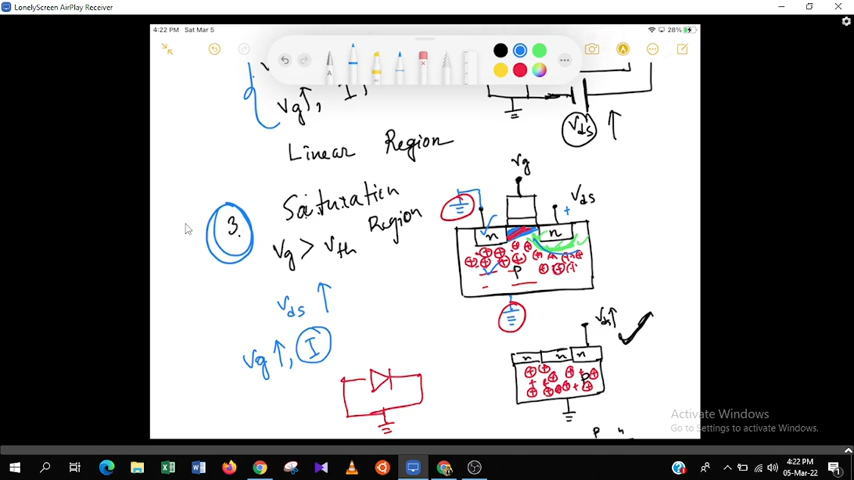 LonelyScreen AirPlay Receiver
4:22 PM Sat Mar 5
28%
Vg↑, I,
Vds ↑
Linear Region
Vg
Saturation
Region
Vds
+
3.
n n
Vg > Vth
P
Vds ↑
Vg ↑, I
Vds↑
n n n
P
Activate Windows
Go to Settings to activate Windows.
P n
4:22 PM
05-Mar-22